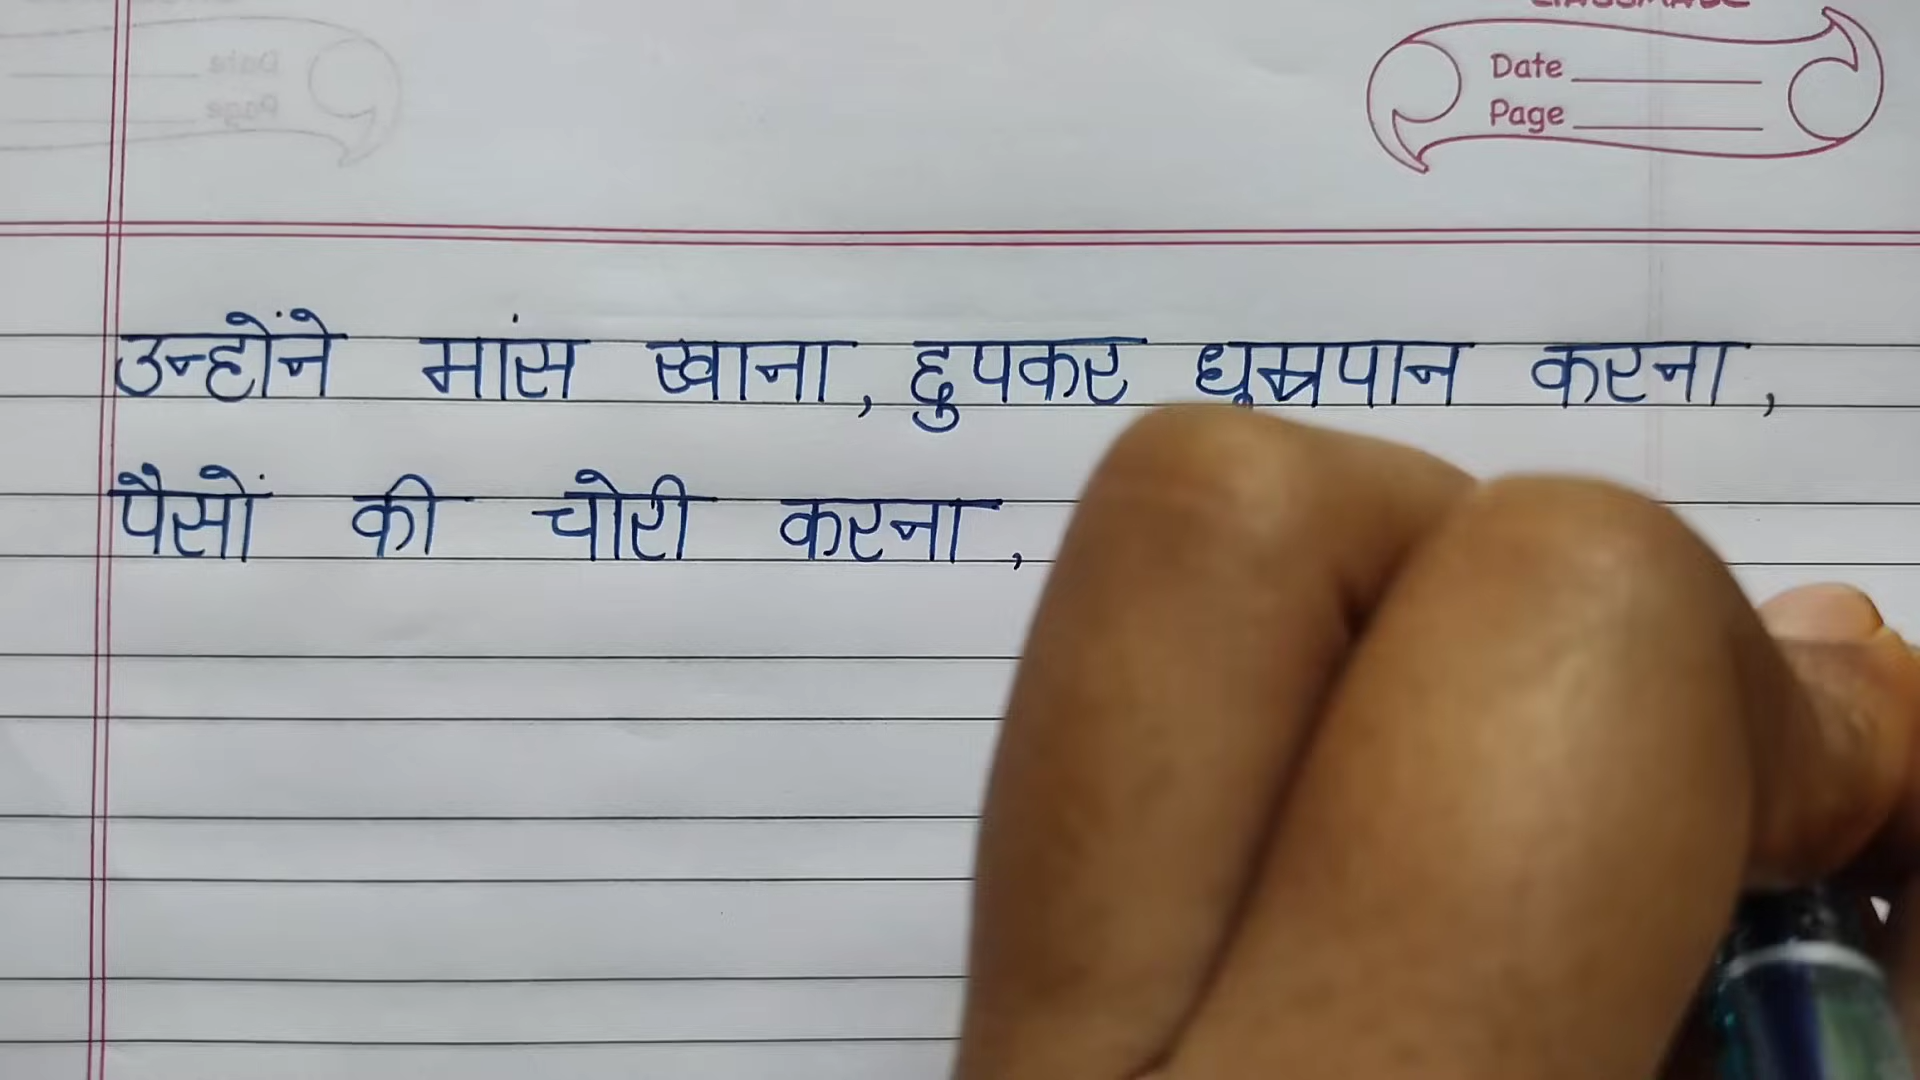 Date
Page
उन्होंने मांस खाना, छुपकर धूम्रपान करना,
पैसों की चोरी करना,